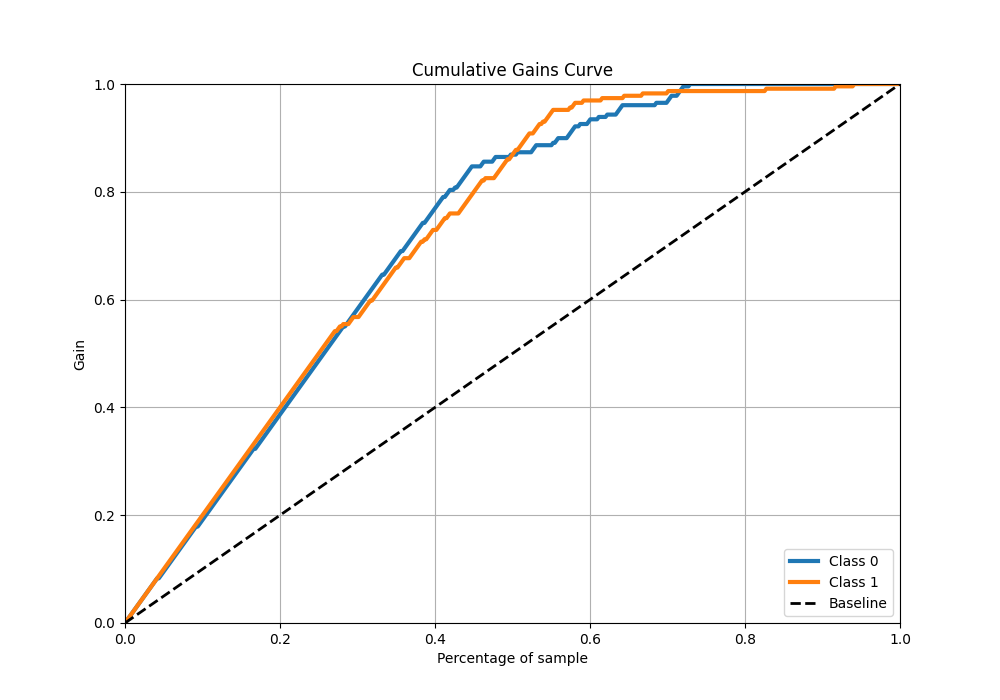 Cumulative Gains Curve
1.0
0.8
0.6
0.4
0.2
0.0
Gain
0.0 0.2 0.4 0.6 0.8 1.0
Percentage of sample
Class 0
Class 1
Baseline